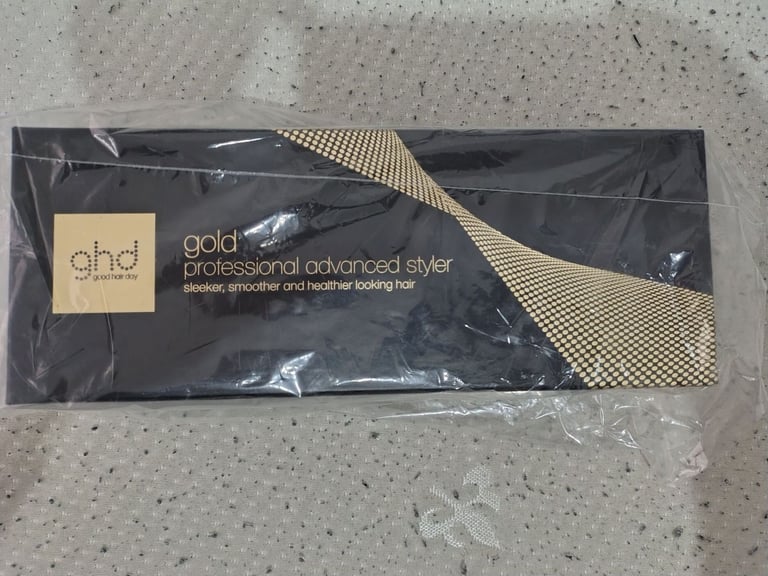 ghd
good hair day
gold
professional advanced styler
sleeker, smoother and healthier looking hair